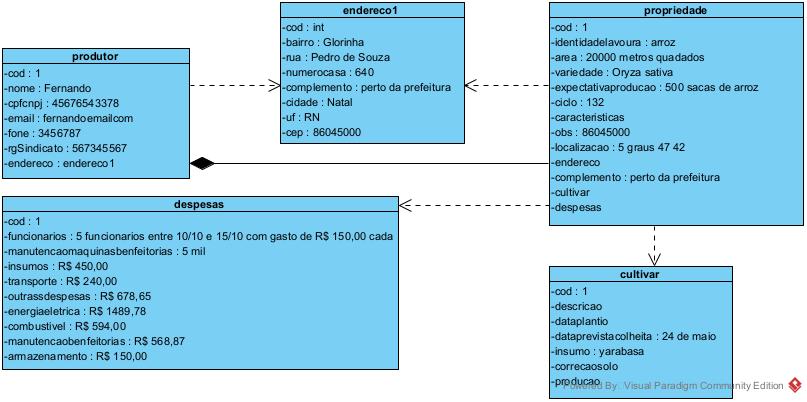 produtor
-cod : 1
-nome : Fernando
-cpfcnpj : 45676543378
-email : fernandoemailcom
-fone : 3456787
-rgSindicato : 567345567
-endereco : endereco1
endereco1
-cod : int
-bairro : Glorinha
-rua : Pedro de Souza
-numerocasa : 640
-complemento : perto da prefeitura
-cidade : Natal
-uf : RN
-cep : 86045000
propriedade
-cod : 1
-identidadelavoura : arroz
-area : 20000 metros quadados
-variedade : Oryza sativa
-expectativaproducao : 500 sacas de arroz
-ciclo : 132
-caracteristicas
-obs : 86045000
-localizacao : 5 graus 47 42
-endereco
-complemento : perto da prefeitura
-cultivar
-despesas
despesas
-cod : 1
-funcionarios : 5 funcionarios entre 10/10 e 15/10 com gasto de R$ 150,00 cada
-manutencaomaquinasbenfeitorias : 5 mil
-insumos : R$ 450,00
-transporte : R$ 240,00
-outrassdespesas : R$ 678,65
-energiaeletrica : R$ 1489,78
-combustivel : R$ 594,00
-manutencaobenfeitorias : R$ 568,87
-armazenamento : R$ 150,00
cultivar
-cod : 1
-descricao
-dataplantio
-dataprevistacolheita : 24 de maio
-insumo : yarabasa
-correcaosolo
-producao
Powered By: Visual Paradigm Community Edition